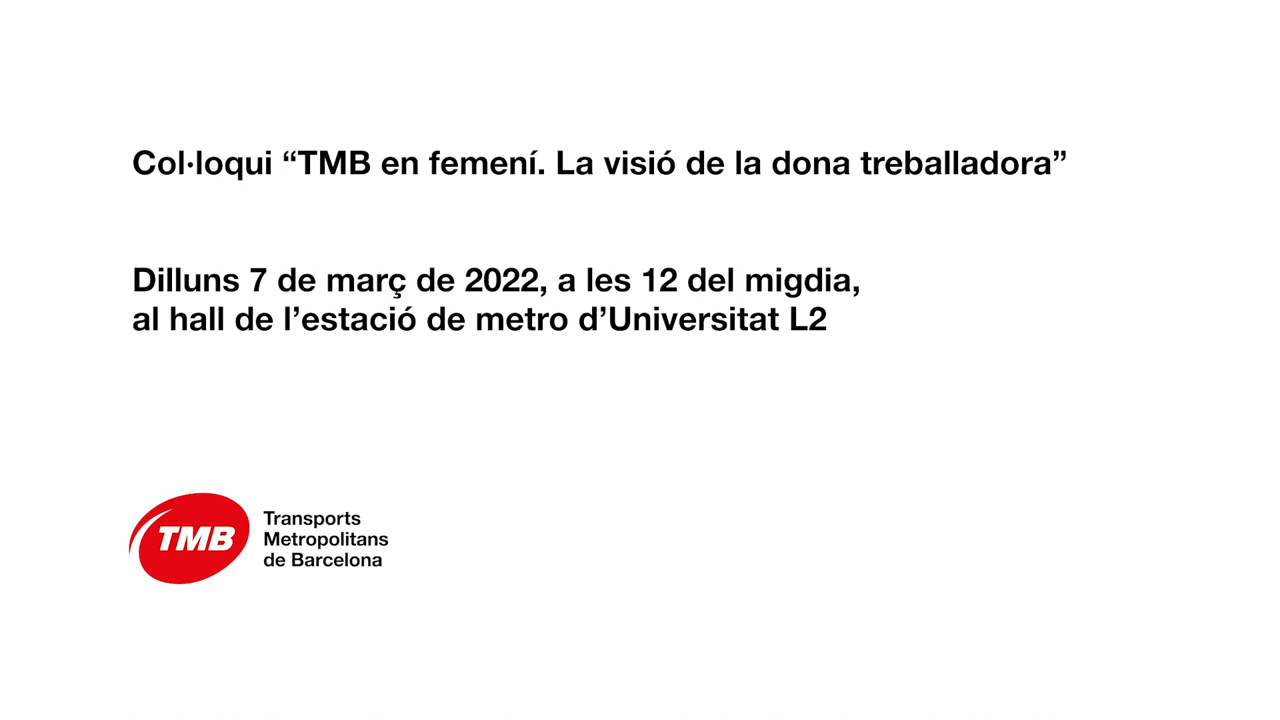 Col·loqui “TMB en femení. La visió de la dona treballadora”
Dilluns 7 de març de 2022, a les 12 del migdia,
al hall de l’estació de metro d’Universitat L2
TMB
Transports
Metropolitans
de Barcelona